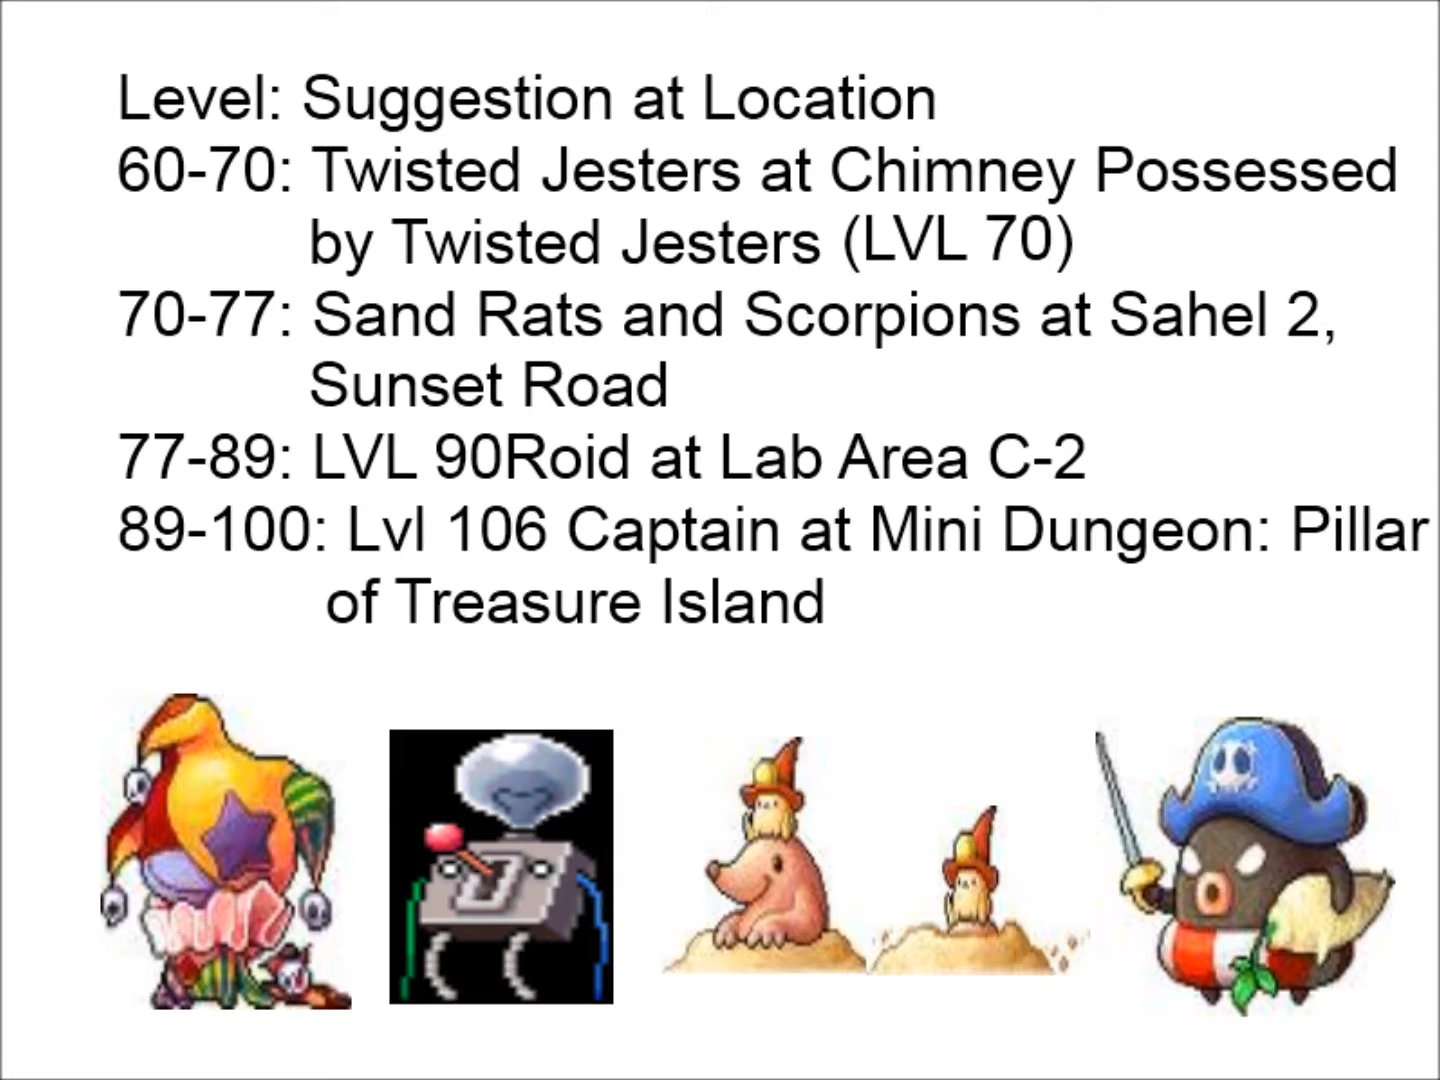 Level: Suggestion at Location
60-70: Twisted Jesters at Chimney Possessed
by Twisted Jesters (LVL 70)
70-77: Sand Rats and Scorpions at Sahel 2,
Sunset Road
77-89: LVL 90Roid at Lab Area C-2
89-100: Lvl 106 Captain at Mini Dungeon: Pillar
of Treasure Island